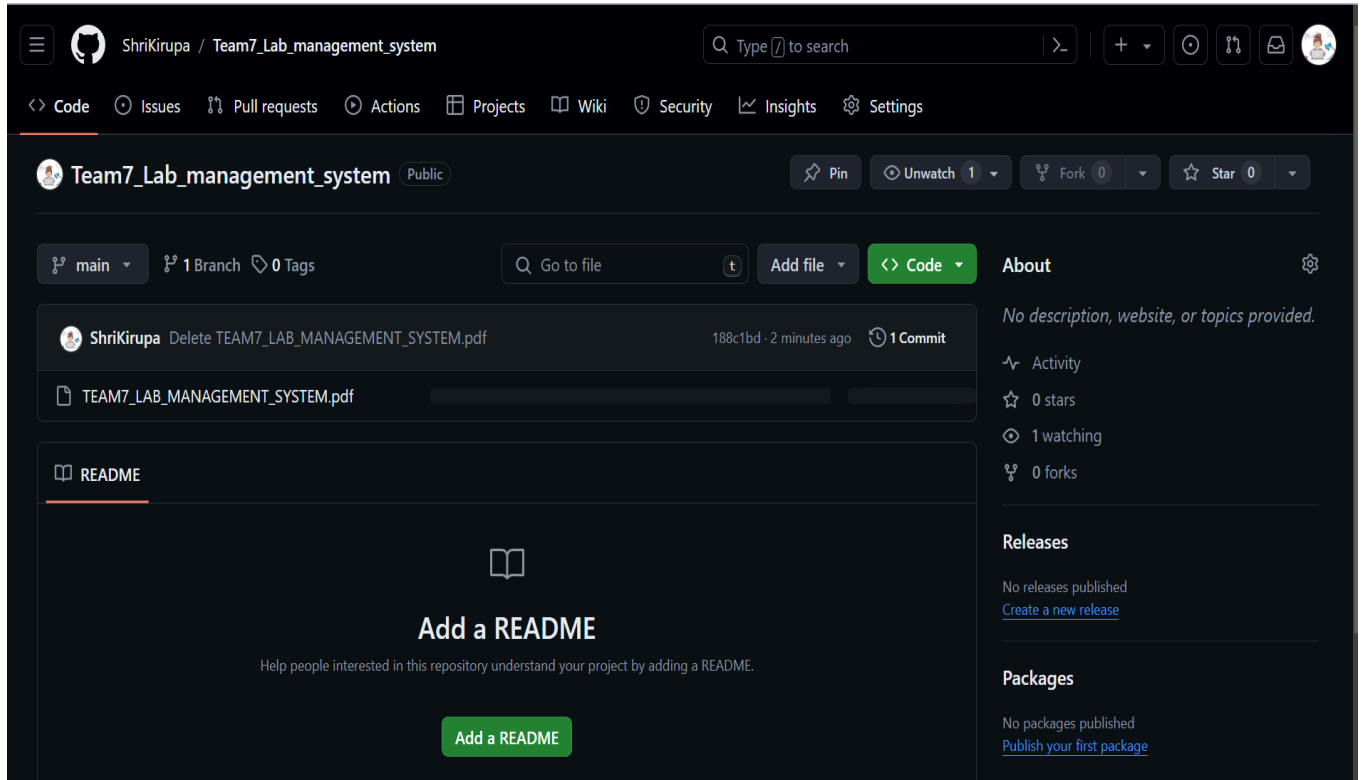 ShriKirupa / Team7_Lab_management_system
Type / to search
Code Issues Pull requests Actions Projects Wiki Security Insights Settings
Team7_Lab_management_system Public
Pin Unwatch 1 Fork 0 Star 0
main 1 Branch 0 Tags
Go to file t Add file Code
ShriKirupa Delete TEAM7_LAB_MANAGEMENT_SYSTEM.pdf 188c1bd · 2 minutes ago 1 Commit
TEAM7_LAB_MANAGEMENT_SYSTEM.pdf
README
Add a README
Help people interested in this repository understand your project by adding a README.
Add a README
About
No description, website, or topics provided.
Activity
0 stars
1 watching
0 forks
Releases
No releases published
Create a new release
Packages
No packages published
Publish your first package